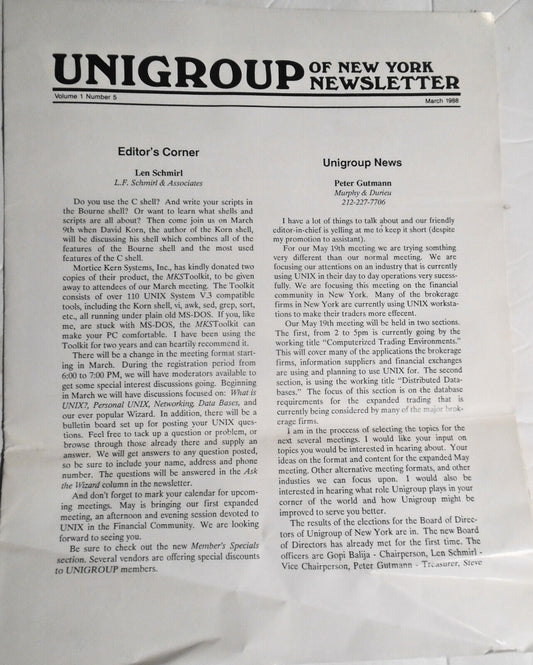 UNIGROUP OF NEW YORK NEWSLETTER
Volume 1 Number 5
March 1988
Editor's Corner
Len Schmirl
L.F. Schmirl & Associates
Do you use the C shell? And write your scripts in
the Bourne shell? Or want to learn what shells and
scripts are all about? Then come join us on March
9th when David Korn, the author of the Korn shell,
will be discussing his shell which combines all of the
features of the Bourne shell and the most used
features of the C shell.
Mortice Kern Systems, Inc., has kindly donated two
copies of their product, the MKSToolkit, to be given
away to attendees of our March meeting. The Toolkit
consists of over 110 UNIX System V.3 compatible
tools, including the Korn shell, vi, awk, sed, grep, sort,
etc., all running under plain old MS-DOS. If you, like
me, are stuck with MS-DOS, the MKSToolkit can
make your PC comfortable. I have been using the
Toolkit for two years and can heartily recommend it.
There will be a change in the meeting format start-
ing in March. During the registration period from
6:00 to 7:00 PM, we will have moderators available to
get some special interest discussions going. Beginning
in March we will have discussions focused on: What is
UNIX?, Personal UNIX, Networking, Data Bases, and
our ever popular Wizard. In addition, there will be a
bulletin board set up for posting your UNIX ques-
tions. Feel free to tack up a question or problem, or
browse through those already there and supply an
answer. We will get answers to any question posted,
so be sure to include your name, address and phone
number. The questions will be answered in the Ask
the Wizard column in the newsletter.
And don't forget to mark your calendar for upcom-
ing meetings. May is bringing our first expanded
meeting, an afternoon and evening session devoted to
UNIX in the Financial Community. We are looking
forward to seeing you.
Be sure to check out the new Member's Specials
section. Several vendors are offering special discounts
to UNIGROUP members.
Unigroup News
Peter Gutmann
Murphy & Durieu
212-227-7706
I have a lot of things to talk about and our friendly
editor-in-chief is yelling at me to keep it short (despite
my promotion to assistant).
For our May 19th meeting we are trying somthing
very different than our normal meeting. We are
focusing our attentions on an industry that is currently
using UNIX in their day to day operations very sucess-
fully. We are focusing this meeting on the financial
community in New York. Many of the brokerage
firms in New York are currently using UNIX worksta-
tions to make their traders more effecent.
Our May 19th meeting will be held in two sections.
The first, from 2 to 5pm is currently going by the
working title "Computerized Trading Environments."
This will cover many of the applications the brokerage
firms, information suppliers and financial exchanges
are using and planning to use UNIX for. The second
section, is using the working title "Distributed Data-
bases." The focus of this section is on the database
requirements for the expanded trading that is
currently being considered by many of the major brok-
erage firms.
I am in the proccess of selecting the topics for the
next several meetings. I would like your input on
topics you would be interested in hearing about. Your
ideas on the format and content for the expanded May
meeting. Other alternative meeting formats, and other
industies we can focus upon. I would also be
interested in hearing what role Unigroup plays in your
corner of the world and how Unigroup might be
improved to serve you better.
The results of the elections for the Board of Direc-
tors of Unigroup of New York are in. The new Board
of Directors has already met for the first time. The
officers are Gopi Balija - Chairperson, Len Schmirl -
Vice Chairperson, Peter Gutmann - Treasurer, Steve